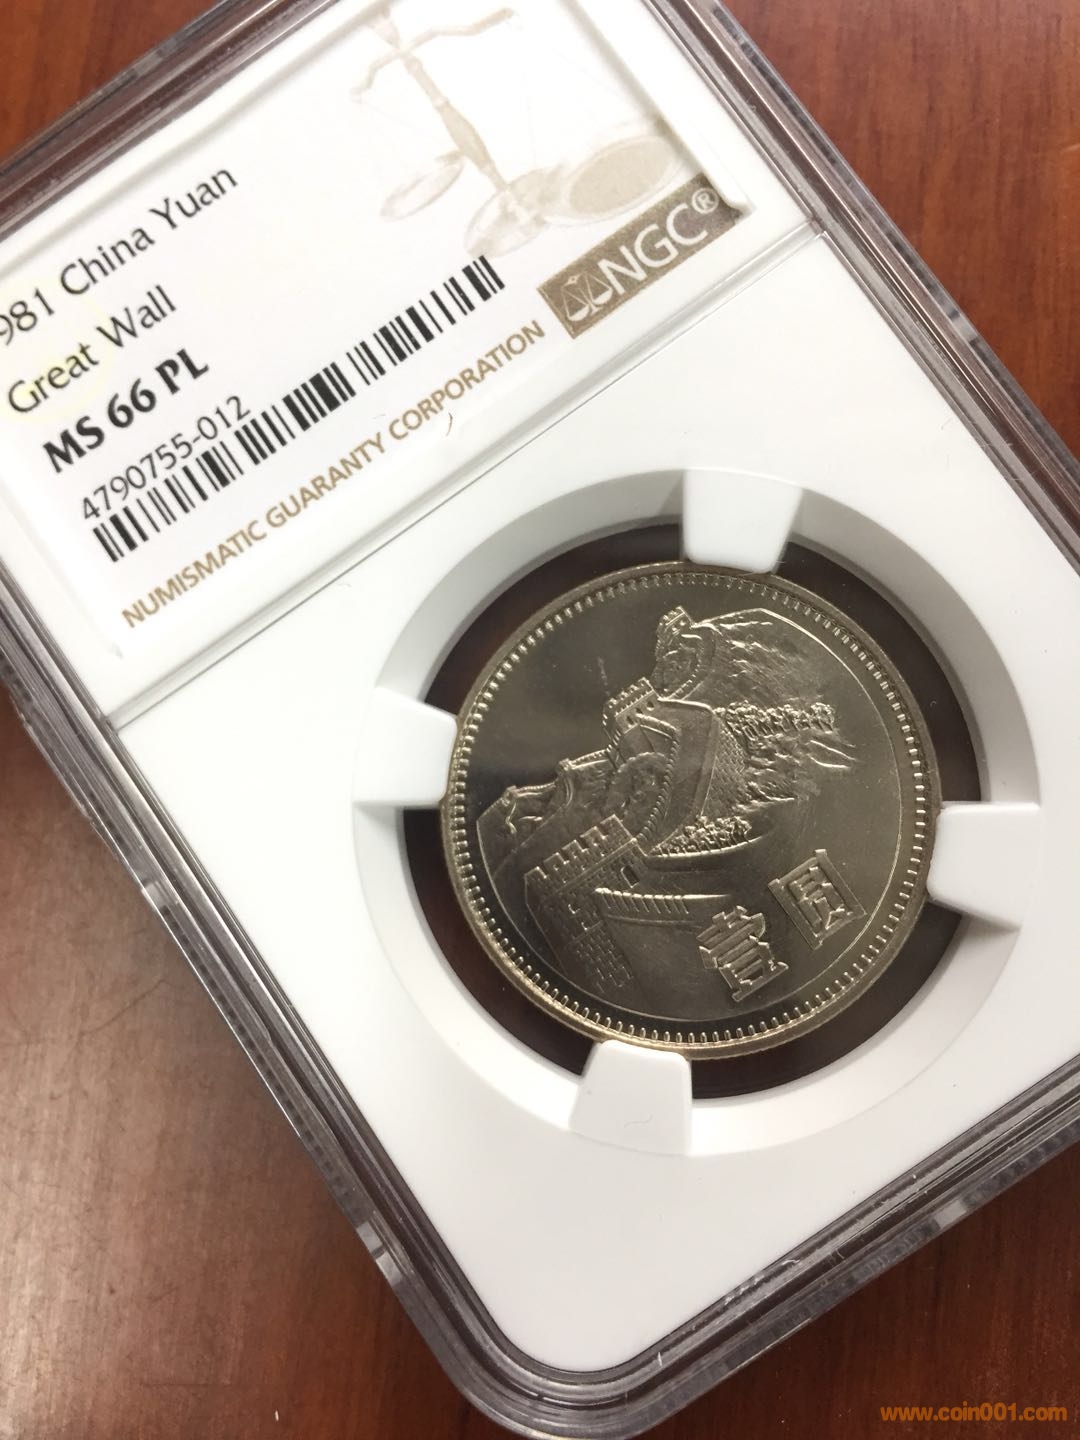 981 China Yuan
Great Wall
MS 66 PL
4790755-012
NGC®
NUMISMATIC GUARANTY CORPORATION
壹圆
www.coin001.com